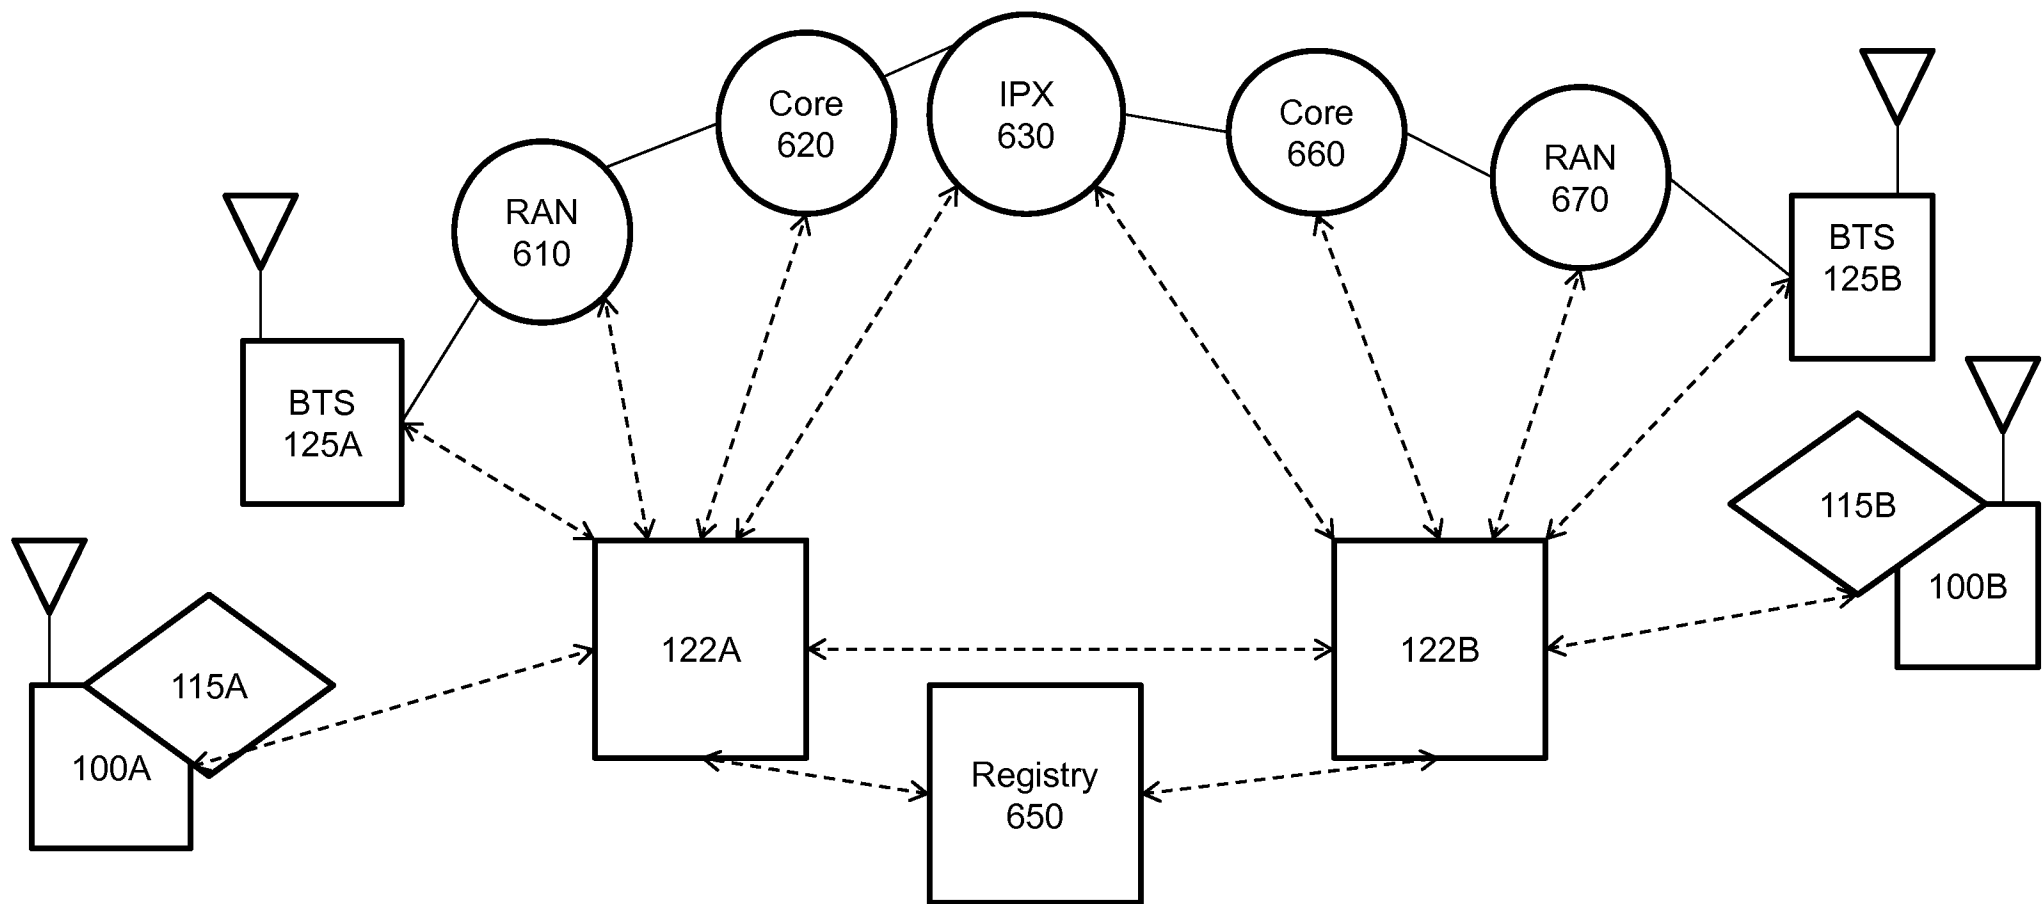 Core
620
IPX
630
Core
660
RAN
670
RAN
610
BTS
125B
BTS
125A
115B
100B
122A
122B
115A
100A
Registry
650